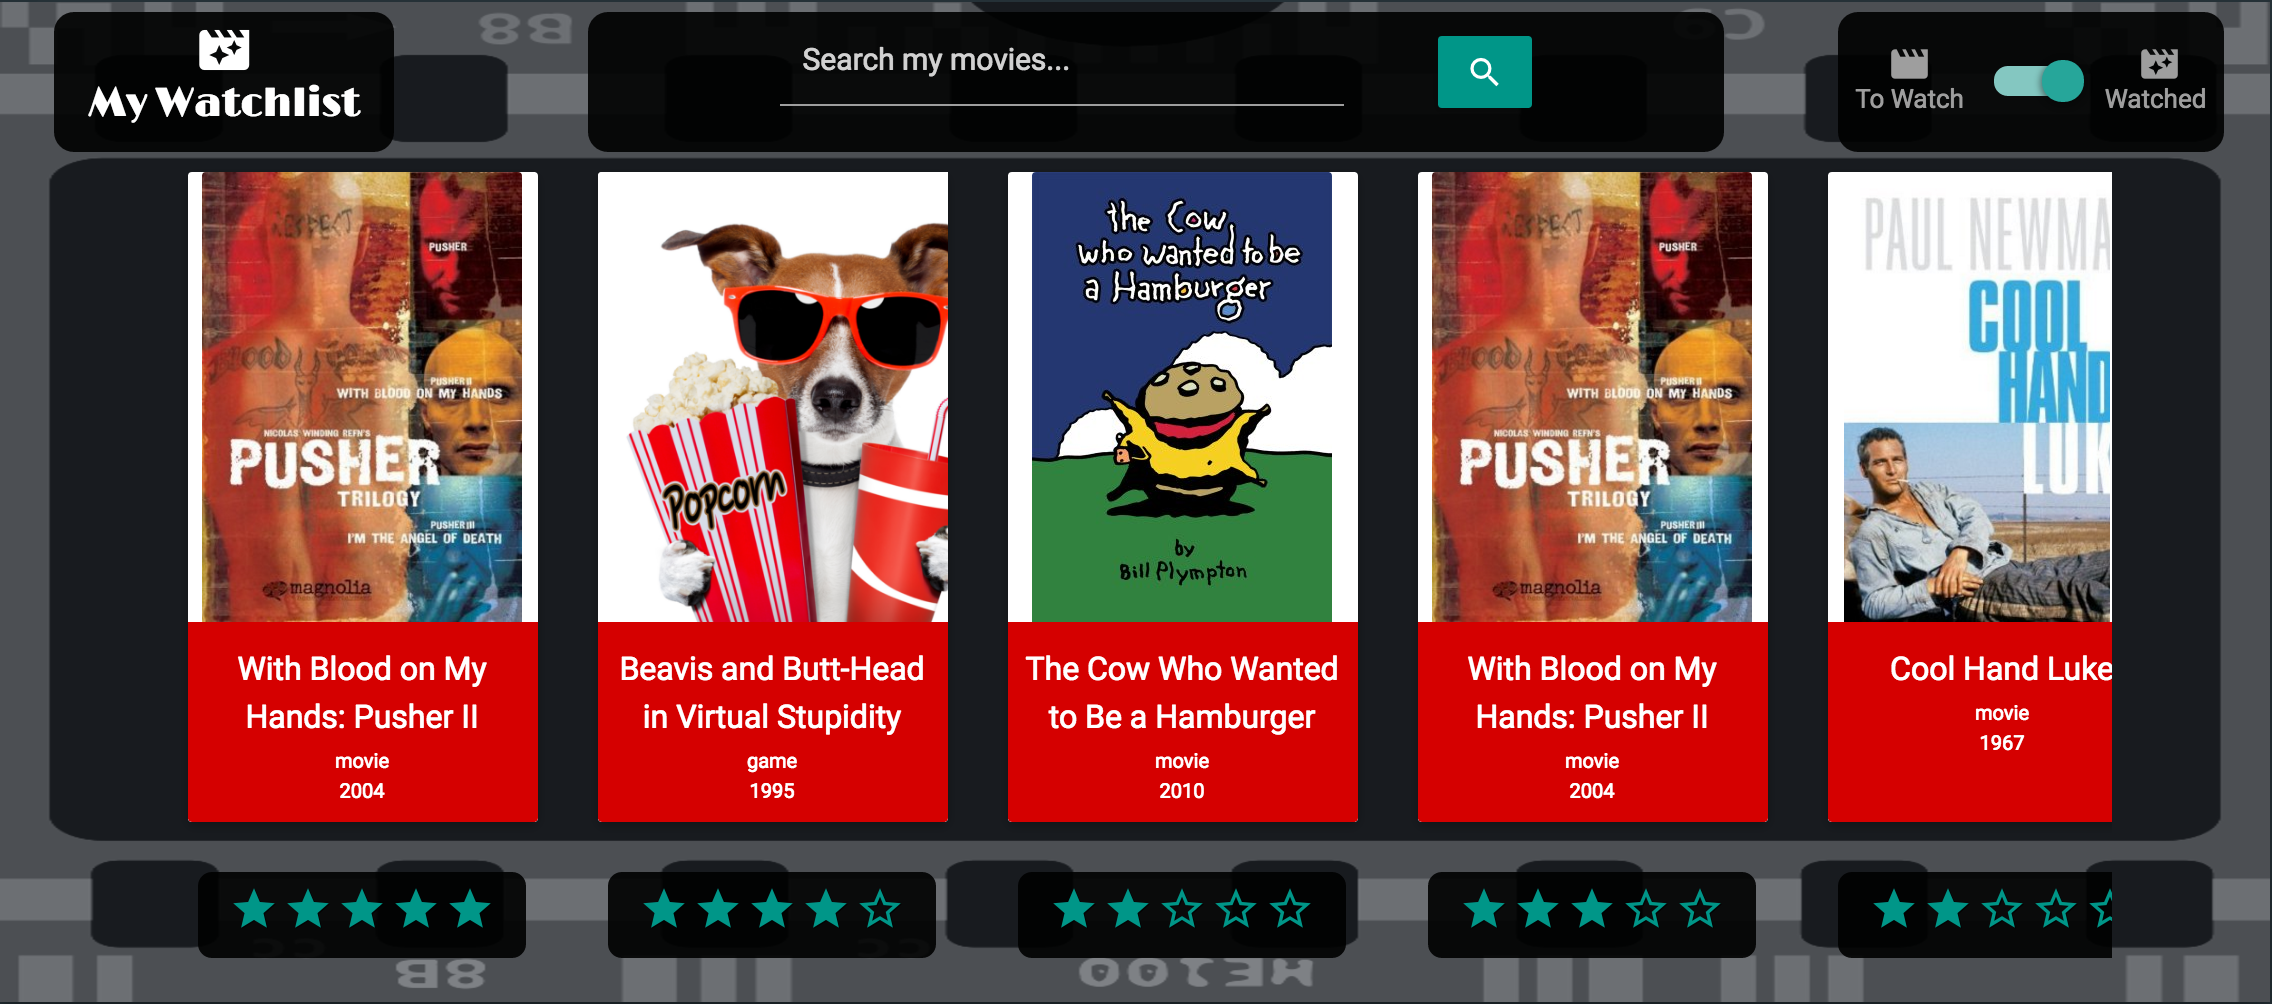 My Watchlist
Search my movies...
To Watch
Watched
RESPECT
PUSHER
PUSHER II
WITH BLOOD ON MY HANDS
NICOLAS WINDING REFN'S
PUSHER
TRILOGY
PUSHER III
I'M THE ANGEL OF DEATH
magnolia
With Blood on My
Hands: Pusher II
movie
2004
Popcorn
Beavis and Butt-Head
in Virtual Stupidity
game
1995
the Cow
who wanted to be
a Hamburger
by
Bill Plympton
The Cow Who Wanted
to Be a Hamburger
movie
2010
RESPECT
PUSHER
PUSHER II
WITH BLOOD ON MY HANDS
NICOLAS WINDING REFN'S
PUSHER
TRILOGY
PUSHER III
I'M THE ANGEL OF DEATH
magnolia
With Blood on My
Hands: Pusher II
movie
2004
PAUL NEWMA
COOL
HAND
LUK
Cool Hand Luke
movie
1967